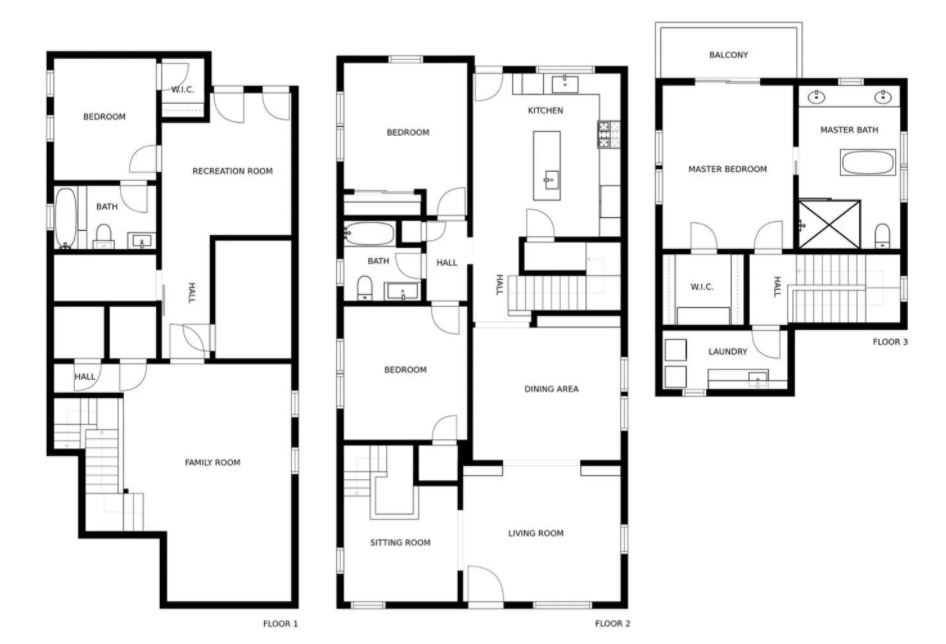 BEDROOM
W.I.C.
RECREATION ROOM
BATH
HALL
HALL
FAMILY ROOM
FLOOR 1
BEDROOM
KITCHEN
BATH
HALL
HALL
BEDROOM
DINING AREA
SITTING ROOM
LIVING ROOM
FLOOR 2
BALCONY
MASTER BATH
MASTER BEDROOM
W.I.C.
HALL
LAUNDRY
FLOOR 3